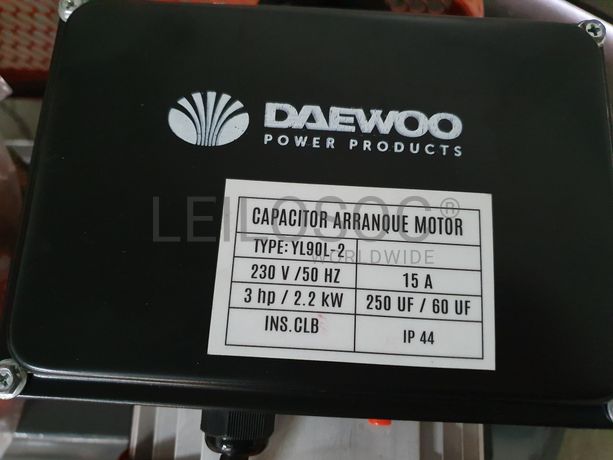 DAEWOO
POWER PRODUCTS
LEILOSOC®
WORLDWIDE
CAPACITOR ARRANQUE MOTOR
TYPE: YL90L-2
230 V /50 HZ 15 A
3 hp / 2.2 kW 250 UF / 60 UF
INS.CLB IP 44